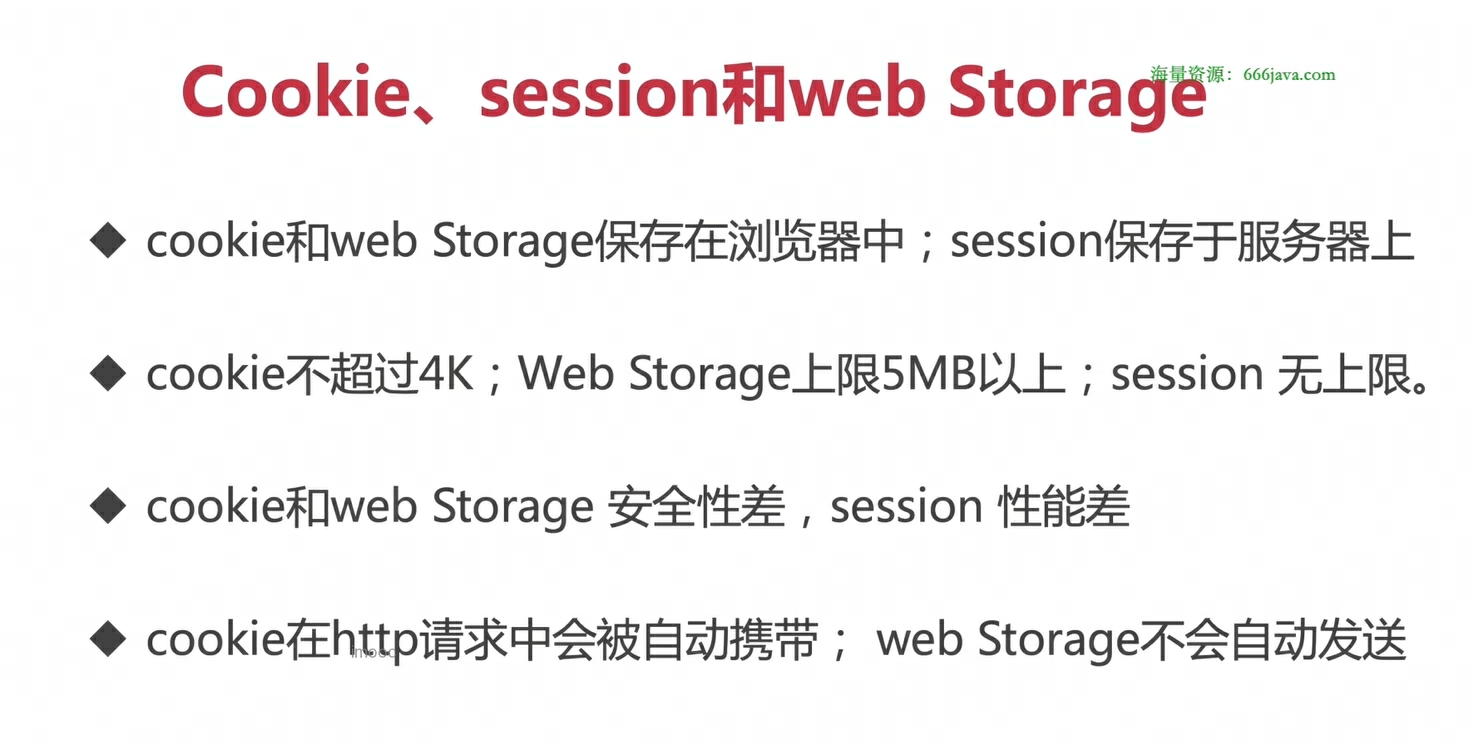 Cookie、session和web Storage
海量资源：666java.com
◆ cookie和web Storage保存在浏览器中；session保存于服务器上
◆ cookie不超过4K；Web Storage上限5MB以上；session 无上限。
◆ cookie和web Storage 安全性差，session 性能差
◆ cookie在http请求中会被自动携带； web Storage不会自动发送
imooc